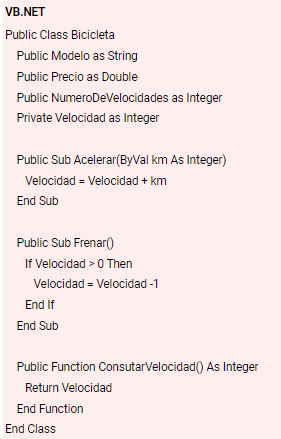 VB.NET
Public Class Bicicleta
Public Modelo as String
Public Precio as Double
Public NumeroDeVelocidades as Integer
Private Velocidad as Integer
Public Sub Acelerar(ByVal km As Integer)
Velocidad = Velocidad + km
End Sub
Public Sub Frenar()
If Velocidad > 0 Then
Velocidad = Velocidad -1
End If
End Sub
Public Function ConsutarVelocidad() As Integer
Return Velocidad
End Function
End Class